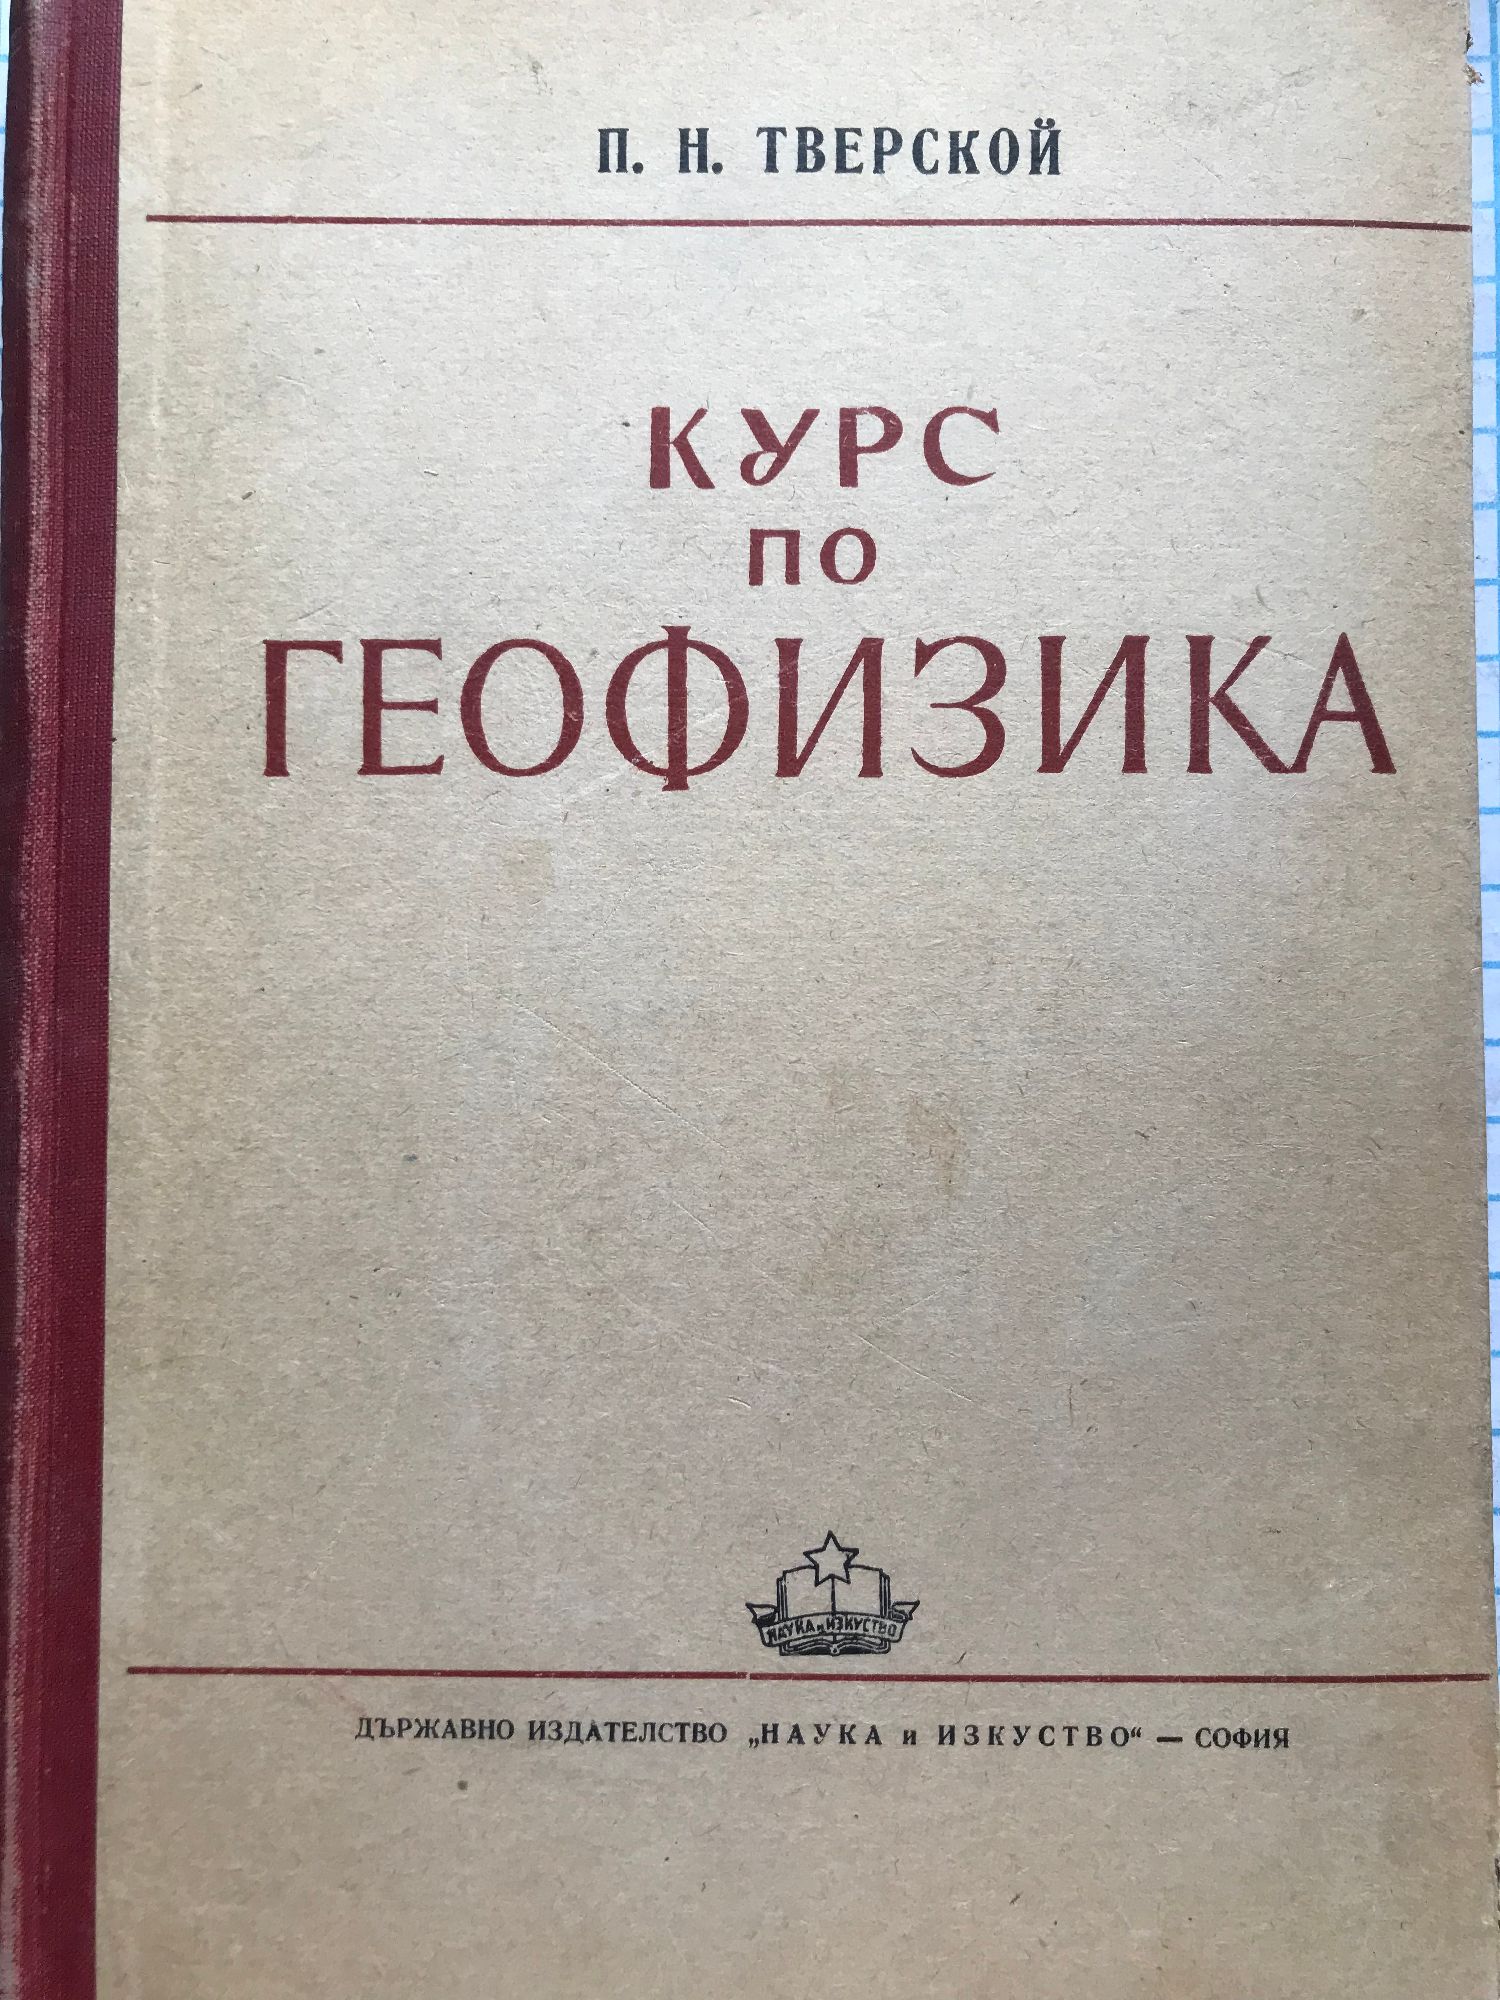 П. Н. ТВЕРСКОЙ
КУРС
ПО
ГЕОФИЗИКА
НАУКА и ИЗКУСТВО
ДЪРЖАВНО ИЗДАТЕЛСТВО „НАУКА и ИЗКУСТВО“ — СОФИЯ